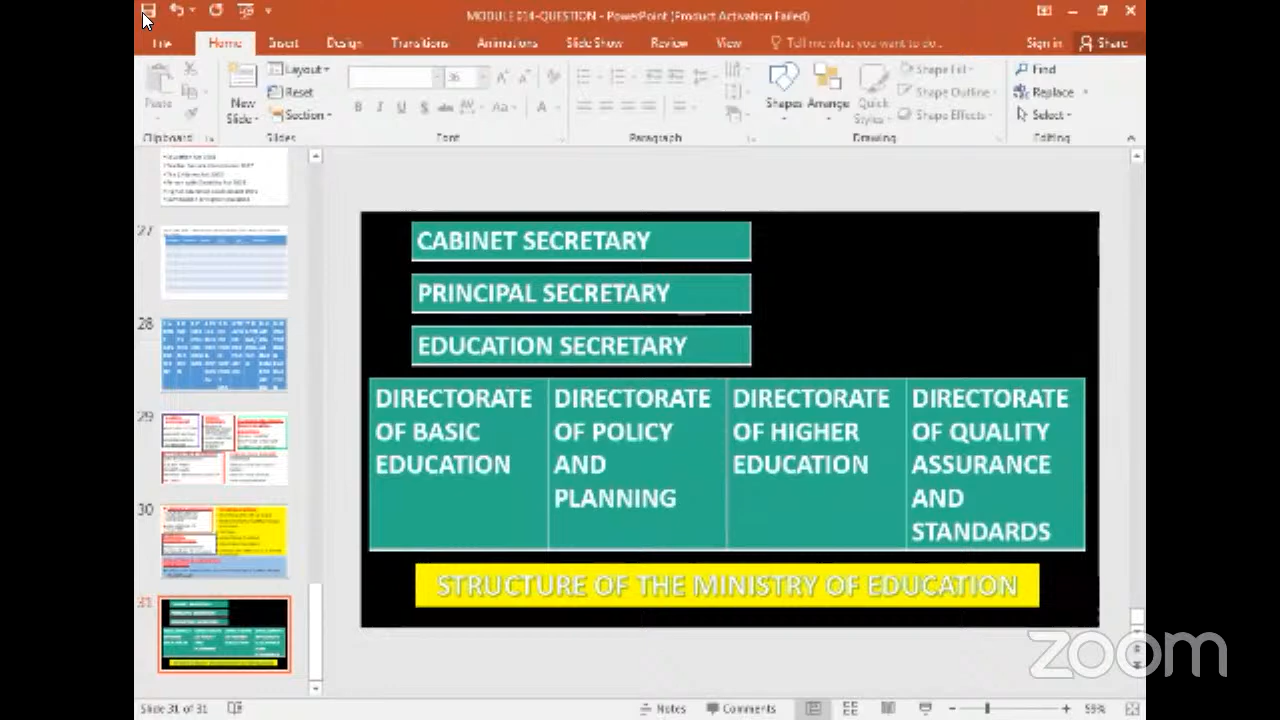 MODULE 014-QUESTION - PowerPoint (Product Activation Failed)
File Home Insert Design Transitions Animations Slide Show Review View Tell me what you want to do.. Sign in Share
Paste
New
Slide
Layout
Reset
Section
36
B I U S abc AV Aa A
Shapes Arrange Quick
Styles
Shape Fill
Shape Outline
Shape Effects
Find
Replace
Select
Clipboard Slides Font Paragraph Drawing Editing
27
28
29
30
31
CABINET SECRETARY
PRINCIPAL SECRETARY
EDUCATION SECRETARY
DIRECTORATE
OF BASIC
EDUCATION
DIRECTORATE
OF POLICY
AND
PLANNING
DIRECTORATE
OF HIGHER
EDUCATION
DIRECTORATE
OF QUALITY
ASSURANCE
AND
STANDARDS
STRUCTURE OF THE MINISTRY OF EDUCATION
zoom
Slide 31 of 31 Notes Comments 59%